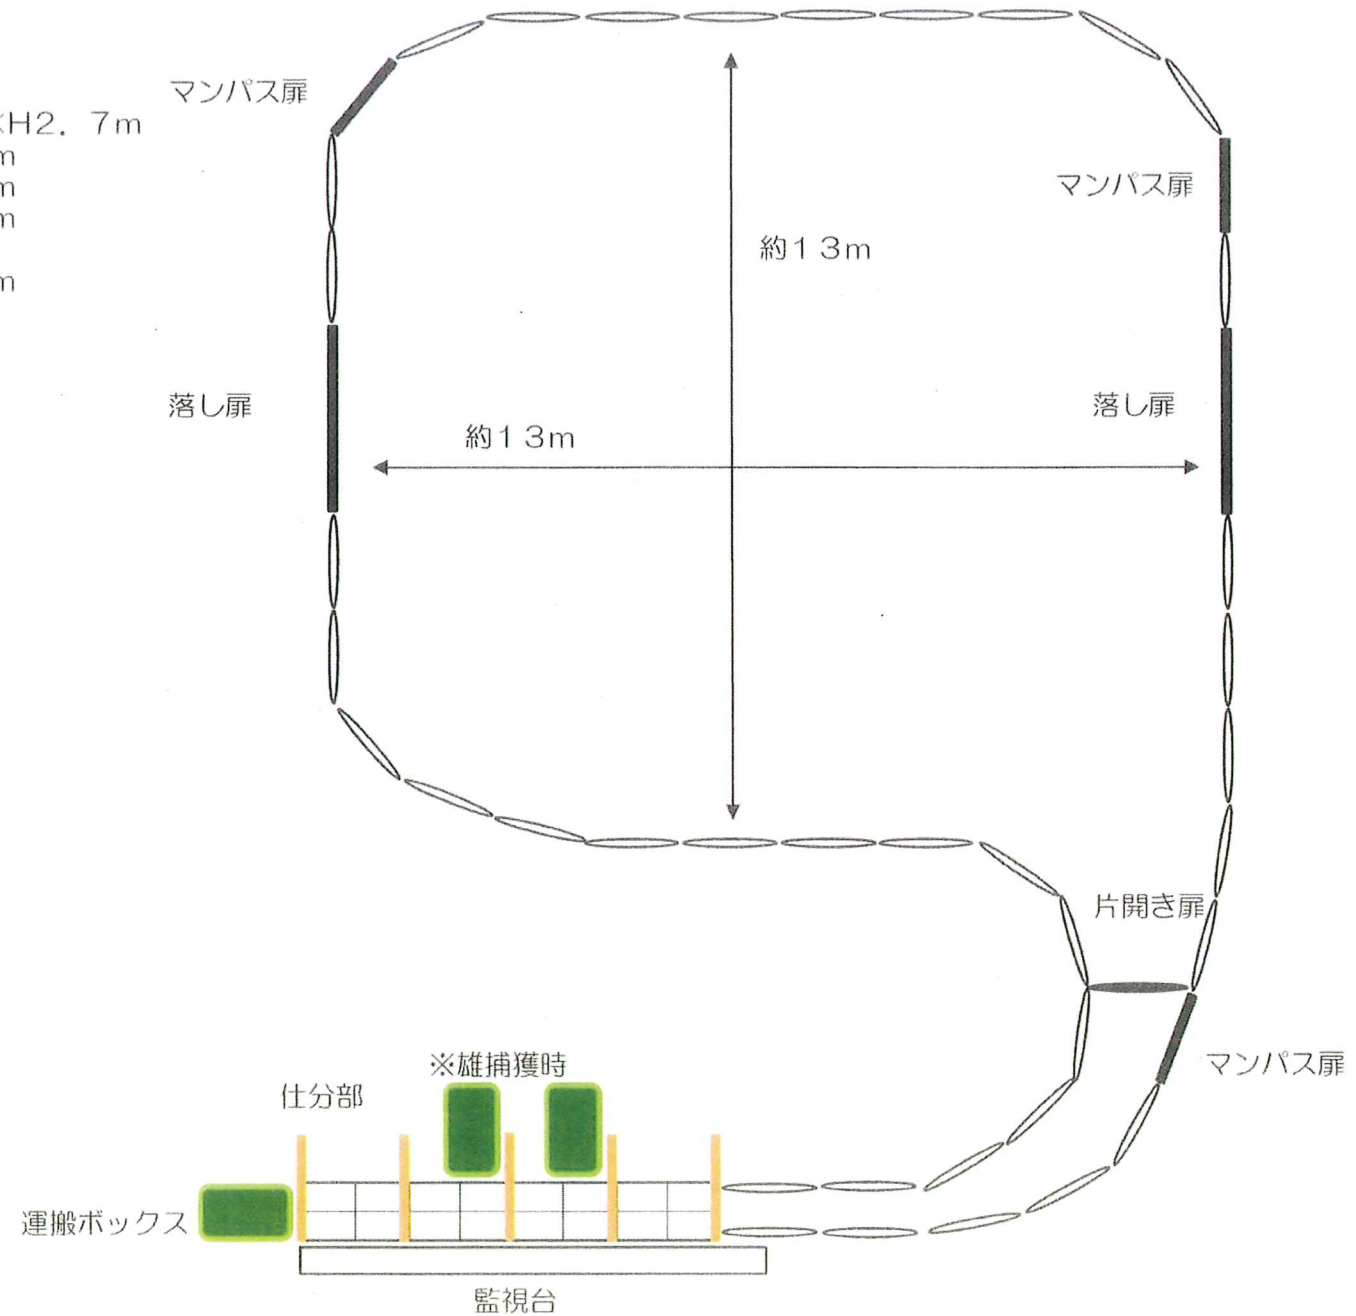 マンパス扉
×H2．7m
m
m
m
m
マンパス扉
約13m
落し扉
落し扉
約13m
片開き扉
マンパス扉
※雄捕獲時
仕分部
運搬ボックス
監視台